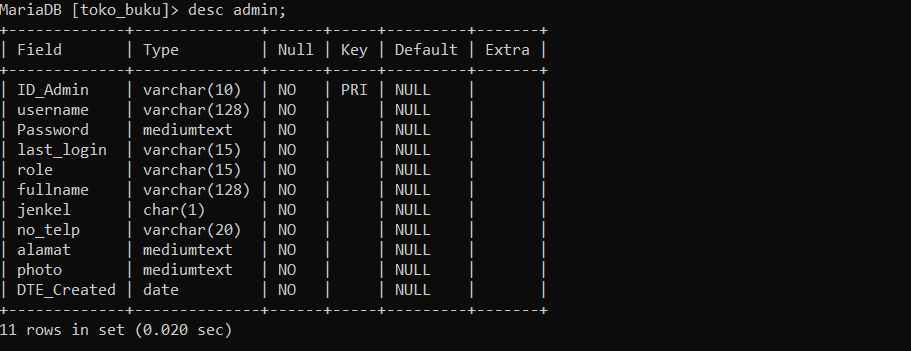 MariaDB [toko_buku]> desc admin;
+-------------+--------------+------+-----+---------+-------+
| Field       | Type         | Null | Key | Default | Extra |
+-------------+--------------+------+-----+---------+-------+
| ID_Admin    | varchar(10)  | NO   | PRI | NULL    |       |
| username    | varchar(128) | NO   |     | NULL    |       |
| Password    | mediumtext   | NO   |     | NULL    |       |
| last_login  | varchar(15)  | NO   |     | NULL    |       |
| role        | varchar(15)  | NO   |     | NULL    |       |
| fullname    | varchar(128) | NO   |     | NULL    |       |
| jenkel      | char(1)      | NO   |     | NULL    |       |
| no_telp     | varchar(20)  | NO   |     | NULL    |       |
| alamat      | mediumtext   | NO   |     | NULL    |       |
| photo       | mediumtext   | NO   |     | NULL    |       |
| DTE_Created | date         | NO   |     | NULL    |       |
+-------------+--------------+------+-----+---------+-------+
11 rows in set (0.020 sec)